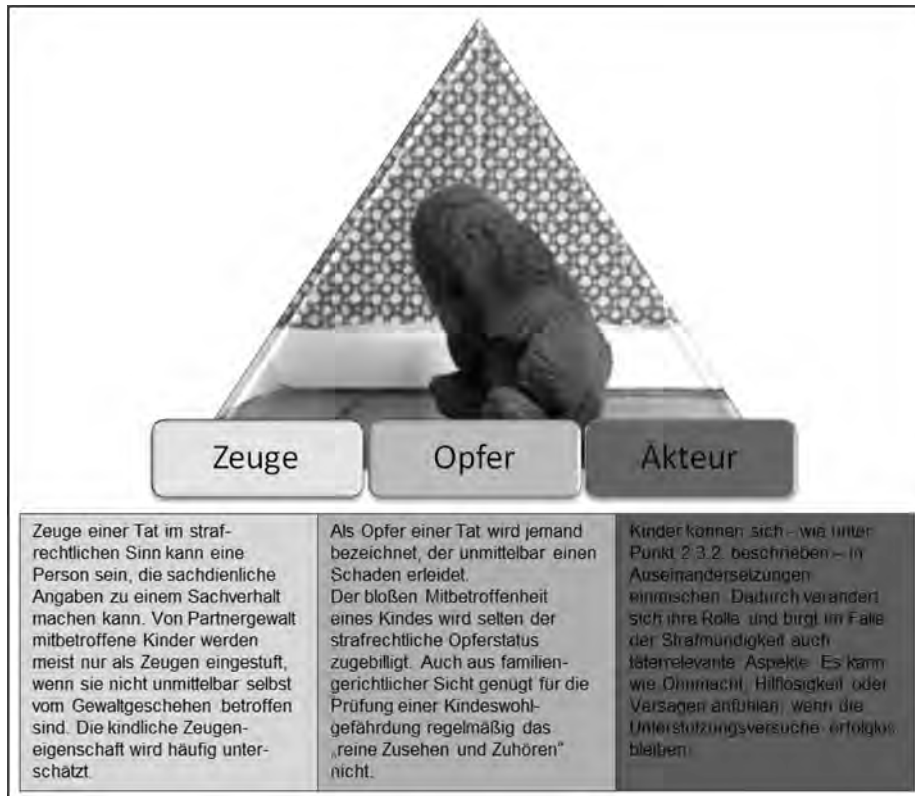 Zeuge
Opfer
Akteur
Zeuge einer Tat im straf-
rechtlichen Sinn kann eine
Person sein, die sachdienliche
Angaben zu einem Sachverhalt
machen kann. Von Partnergewalt
mitbetroffene Kinder werden
meist nur als Zeugen eingestuft,
wenn sie nicht unmittelbar selbst
vom Gewaltgeschehen betroffen
sind. Die kindliche Zeugen-
eigenschaft wird häufig unter-
schätzt.
Als Opfer einer Tat wird jemand
bezeichnet, der unmittelbar einen
Schaden erleidet.
Der bloßen Mitbetroffenheit
eines Kindes wird selten der
strafrechtliche Opferstatus
zugebilligt. Auch aus familien-
gerichtlicher Sicht genügt für die
Prüfung einer Kindeswohl-
gefährdung regelmäßig das
„reine Zusehen und Zuhören“
nicht.
Kinder können sich – wie unter
Punkt 2.3.2. beschrieben – in
Auseinandersetzungen
einmischen. Dadurch verändert
sich ihre Rolle und birgt im Falle
der Strafmündigkeit auch
täterrelevante Aspekte. Es kann
wie Ohnmacht, Hilflosigkeit oder
Versagen anfühlen, wenn die
Unterstützungsversuche erfolglos
bleiben.